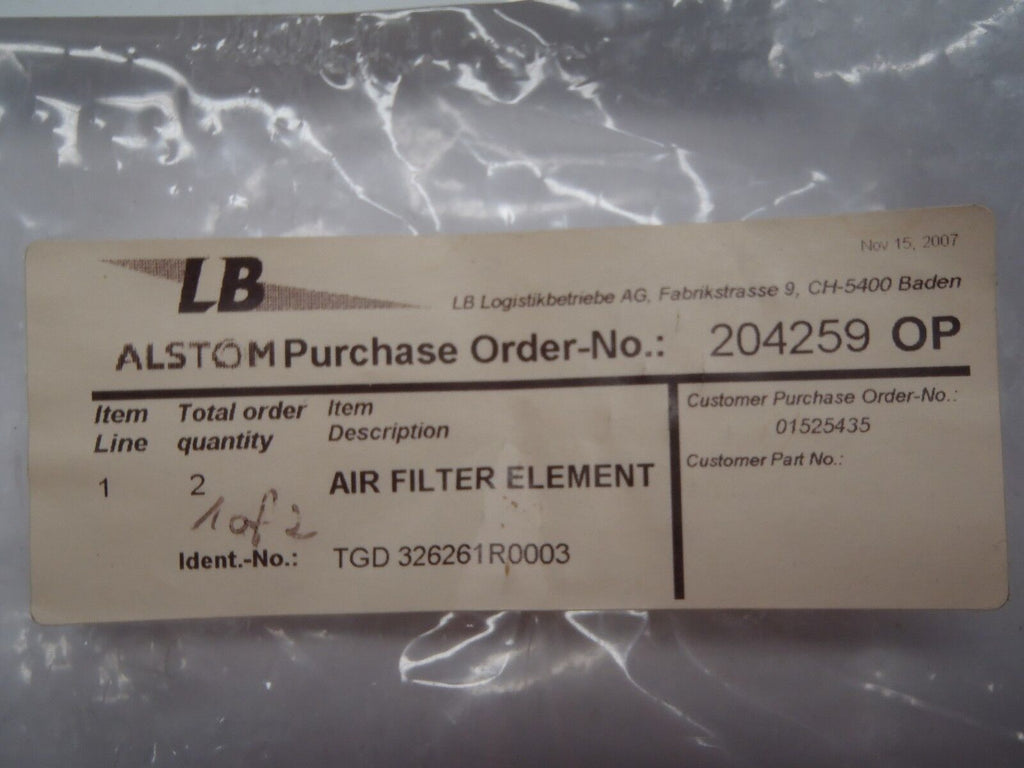 Nov 15, 2007
LB
LB Logistikbetriebe AG, Fabrikstrasse 9, CH-5400 Baden
ALSTOM Purchase Order-No.: 204259 OP
Item Line
Total order quantity
Item Description
1
2
AIR FILTER ELEMENT
1 of 2
Ident.-No.: TGD 326261R0003
Customer Purchase Order-No.:
01525435
Customer Part No.: